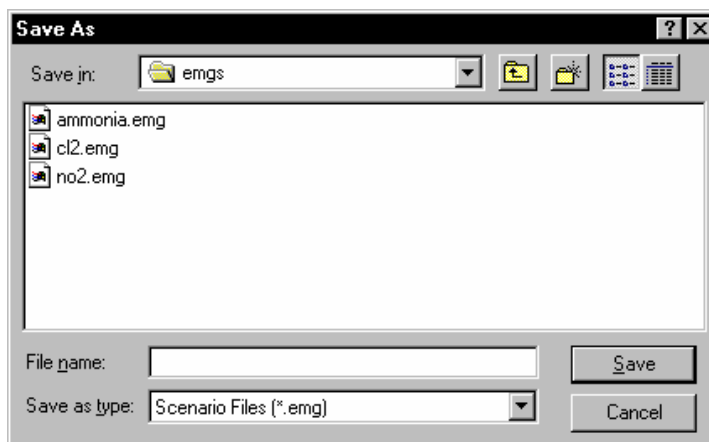 Save As
Save in: emgs
ammonia.emg
cl2.emg
no2.emg
File name: Save
Save as type: Scenario Files (*.emg) Cancel